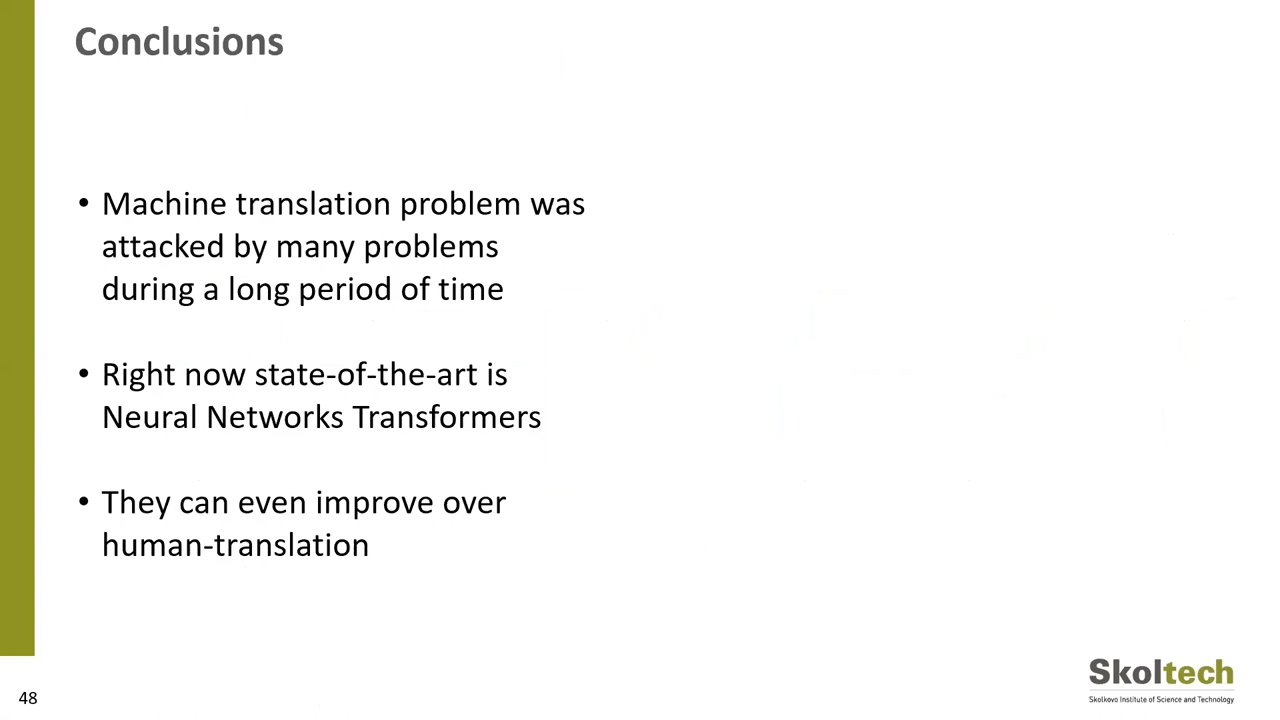 Conclusions
• Machine translation problem was
attacked by many problems
during a long period of time
• Right now state-of-the-art is
Neural Networks Transformers
• They can even improve over
human-translation
48
Skoltech
Skolkovo Institute of Science and Technology